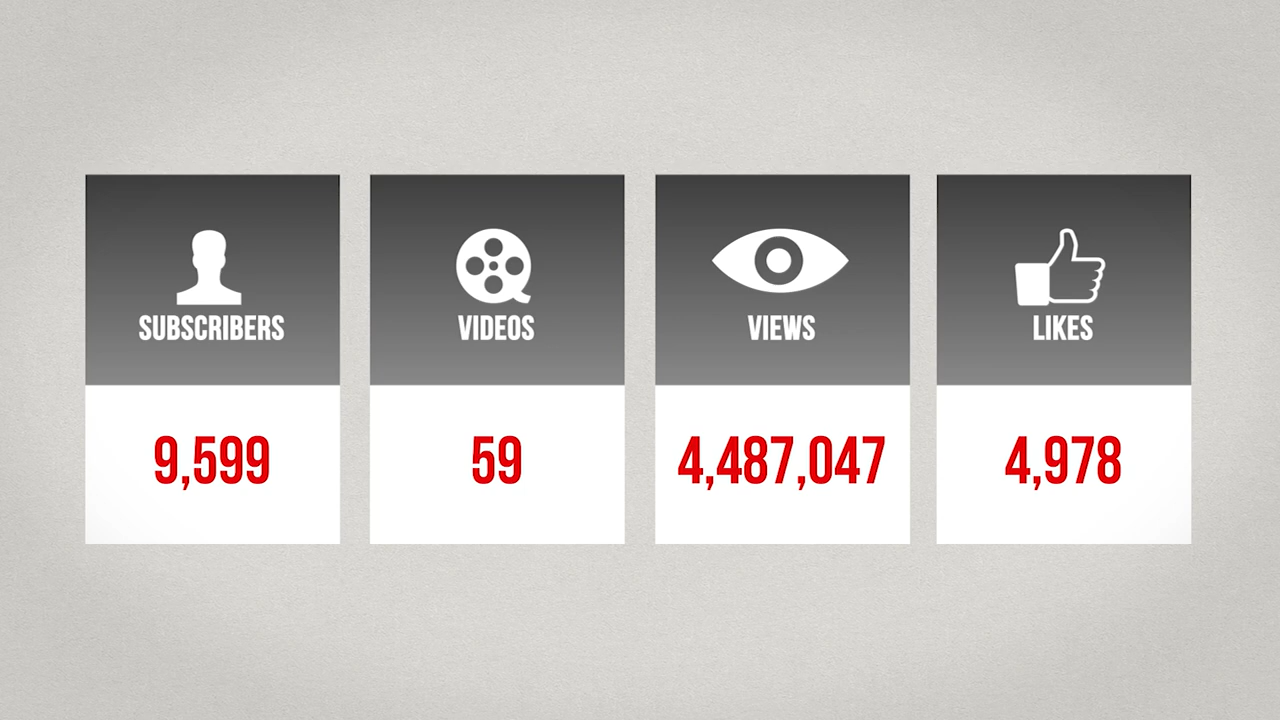 SUBSCRIBERS
VIDEOS
VIEWS
LIKES
9,599
59
4,487,047
4,978